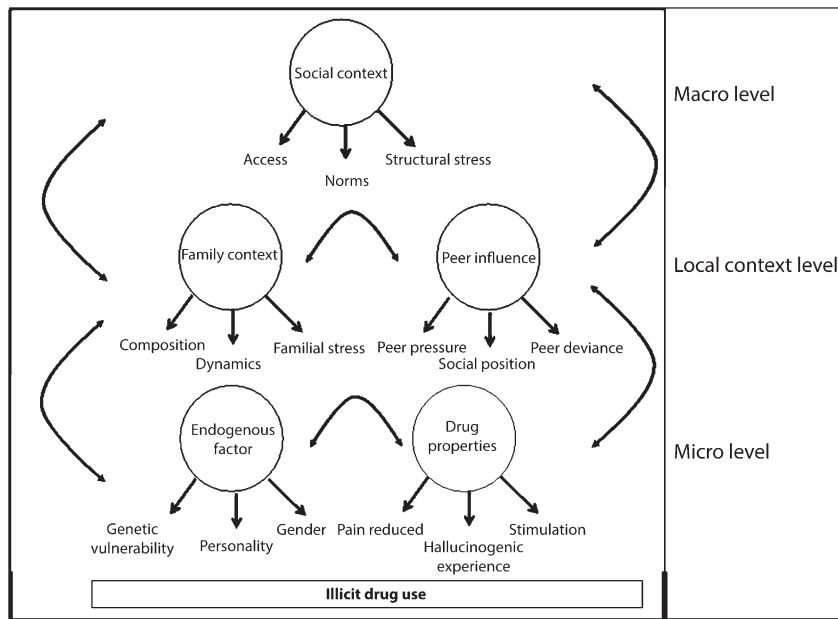 Social context
Macro level
Access
Norms
Structural stress
Family context
Peer influence
Local context level
Composition
Dynamics
Familial stress
Peer pressure
Social position
Peer deviance
Endogenous
factor
Drug
properties
Micro level
Genetic
vulnerability
Personality
Gender
Pain reduced
Hallucinogenic
experience
Stimulation
Illicit drug use